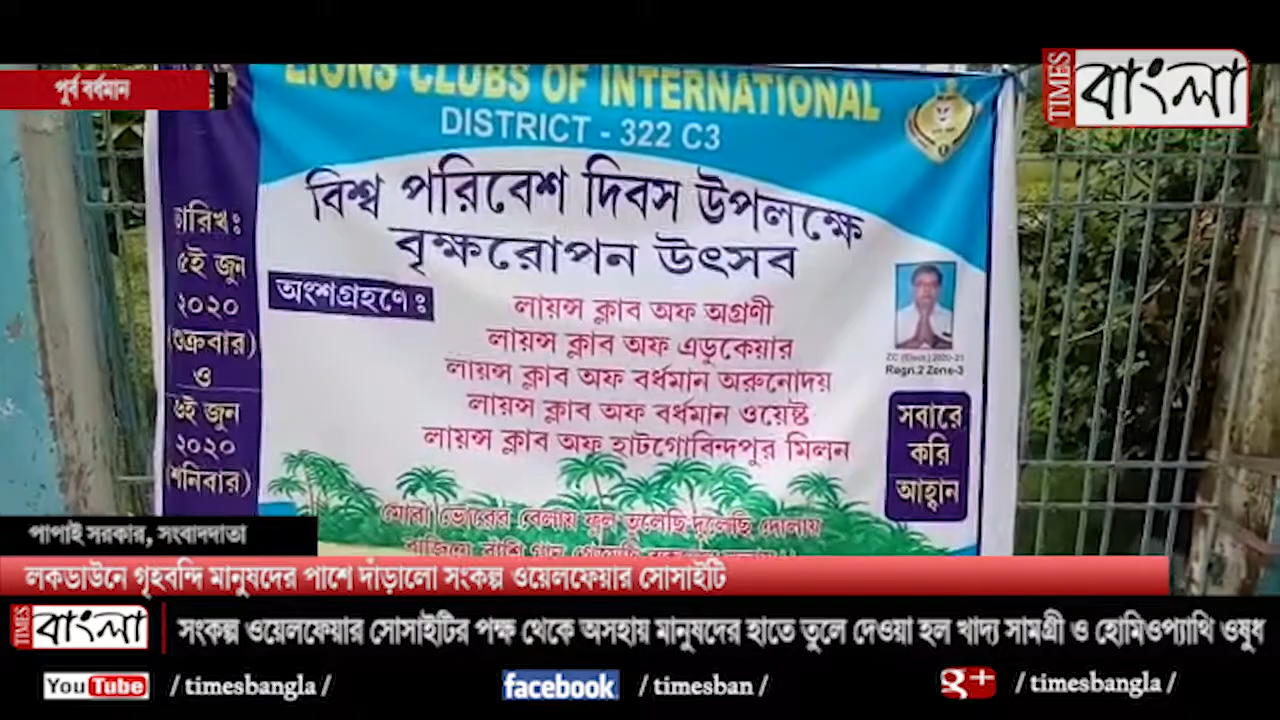 পূর্ব বর্ধমান
TIMES বাংলা
LIONS CLUBS OF INTERNATIONAL
DISTRICT - 322 C3
বিশ্ব পরিবেশ দিবস উপলক্ষে
বৃক্ষরোপন উৎসব
তারিখঃ
৫ই জুন
২০২০
(শুক্রবার)
ও
৬ই জুন
২০২০
(শনিবার)
অংশগ্রহণে ঃ
লায়ন্স ক্লাব অফ অগ্রণী
লায়ন্স ক্লাব অফ এডুকেয়ার
লায়ন্স ক্লাব অফ বর্ধমান অরুনোদয়
লায়ন্স ক্লাব অফ বর্ধমান ওয়েষ্ট
লায়ন্স ক্লাব অফ হাটগোবিন্দপুর মিলন
ZC (Elect.) 2020-21
Regn.2 Zone-3
সবারে
করি
আহ্বান
মোরা ভোরের বেলায় ফুল তুলেছি দুলেছি দোলায়
পাপাই সরকার, সংবাদদাতা
লকডাউনে গৃহবন্দি মানুষদের পাশে দাঁড়ালো সংকল্প ওয়েলফেয়ার সোসাইটি
TIMES বাংলা
সংকল্প ওয়েলফেয়ার সোসাইটির পক্ষ থেকে অসহায় মানুষদের হাতে তুলে দেওয়া হল খাদ্য সামগ্রী ও হোমিওপ্যাথি ওষুধ
YouTube / timesbangla / facebook / timesban / g+ / timesbangla /